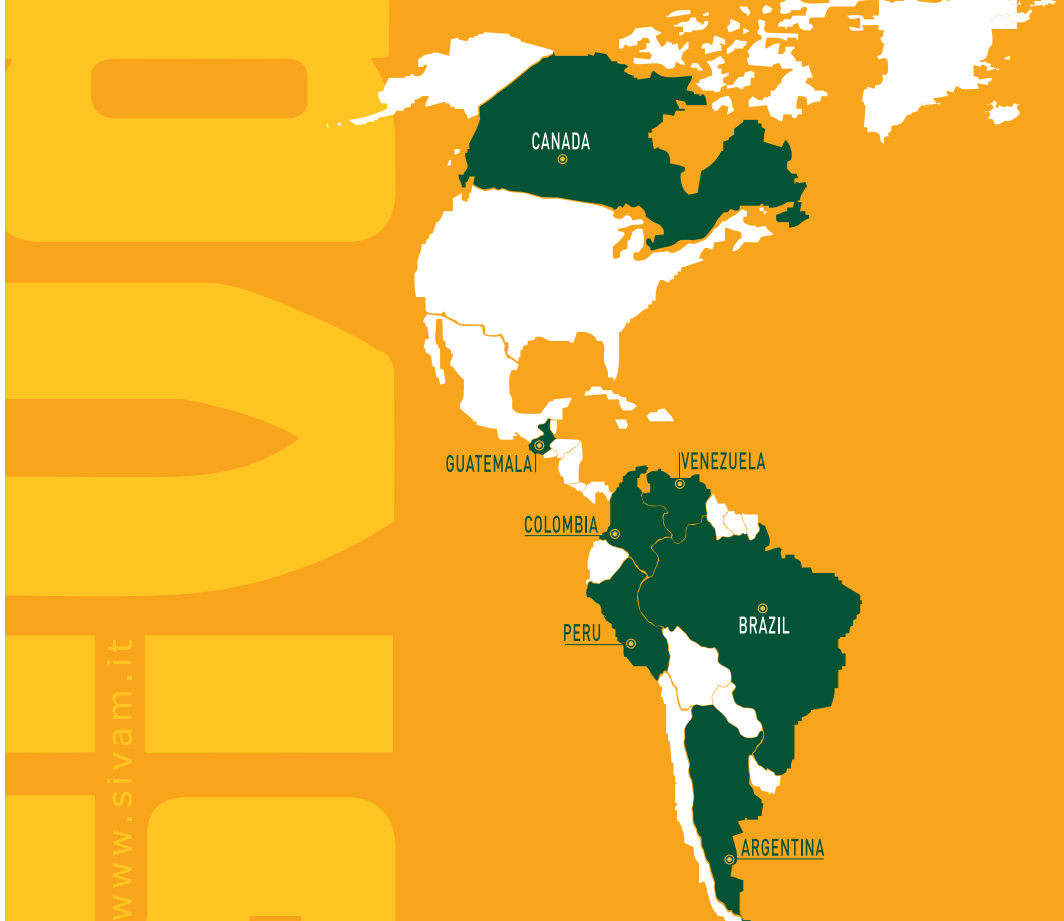 CANADA
GUATEMALA
VENEZUELA
COLOMBIA
BRAZIL
PERU
ARGENTINA
www.sivam.it